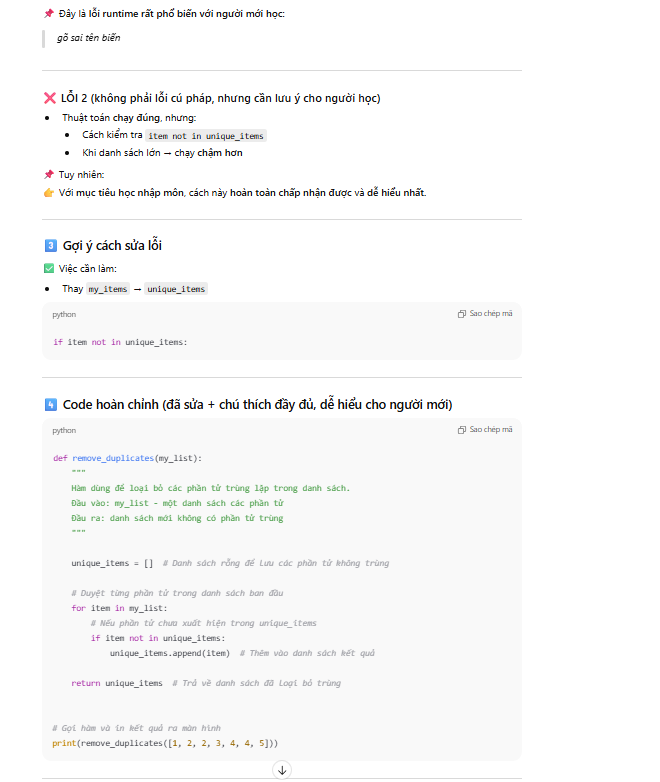 📌 Đây là lỗi runtime rất phổ biến với người mới học:
gõ sai tên biến
❌ LỖI 2 (không phải lỗi cú pháp, nhưng cần lưu ý cho người học)
• Thuật toán chạy đúng, nhưng:
• Cách kiểm tra item not in unique_items
• Khi danh sách lớn → chạy chậm hơn
📌 Tuy nhiên:
👉 Với mục tiêu học nhập môn, cách này hoàn toàn chấp nhận được và dễ hiểu nhất.
3️⃣ Gợi ý cách sửa lỗi
✅ Việc cần làm:
• Thay my_items → unique_items
python
Sao chép mã
if item not in unique_items:
4️⃣ Code hoàn chỉnh (đã sửa + chú thích đầy đủ, dễ hiểu cho người mới)
python
Sao chép mã
def remove_duplicates(my_list):
"""
Hàm dùng để loại bỏ các phần tử trùng lặp trong danh sách.
Đầu vào: my_list - một danh sách các phần tử
Đầu ra: danh sách mới không có phần tử trùng
"""
unique_items = []  # Danh sách rỗng để lưu các phần tử không trùng
# Duyệt từng phần tử trong danh sách ban đầu
for item in my_list:
# Nếu phần tử chưa xuất hiện trong unique_items
if item not in unique_items:
unique_items.append(item)  # Thêm vào danh sách kết quả
return unique_items  # Trả về danh sách đã loại bỏ trùng
# Gọi hàm và in kết quả ra màn hình
print(remove_duplicates([1, 2, 2, 3, 4, 4, 5]))